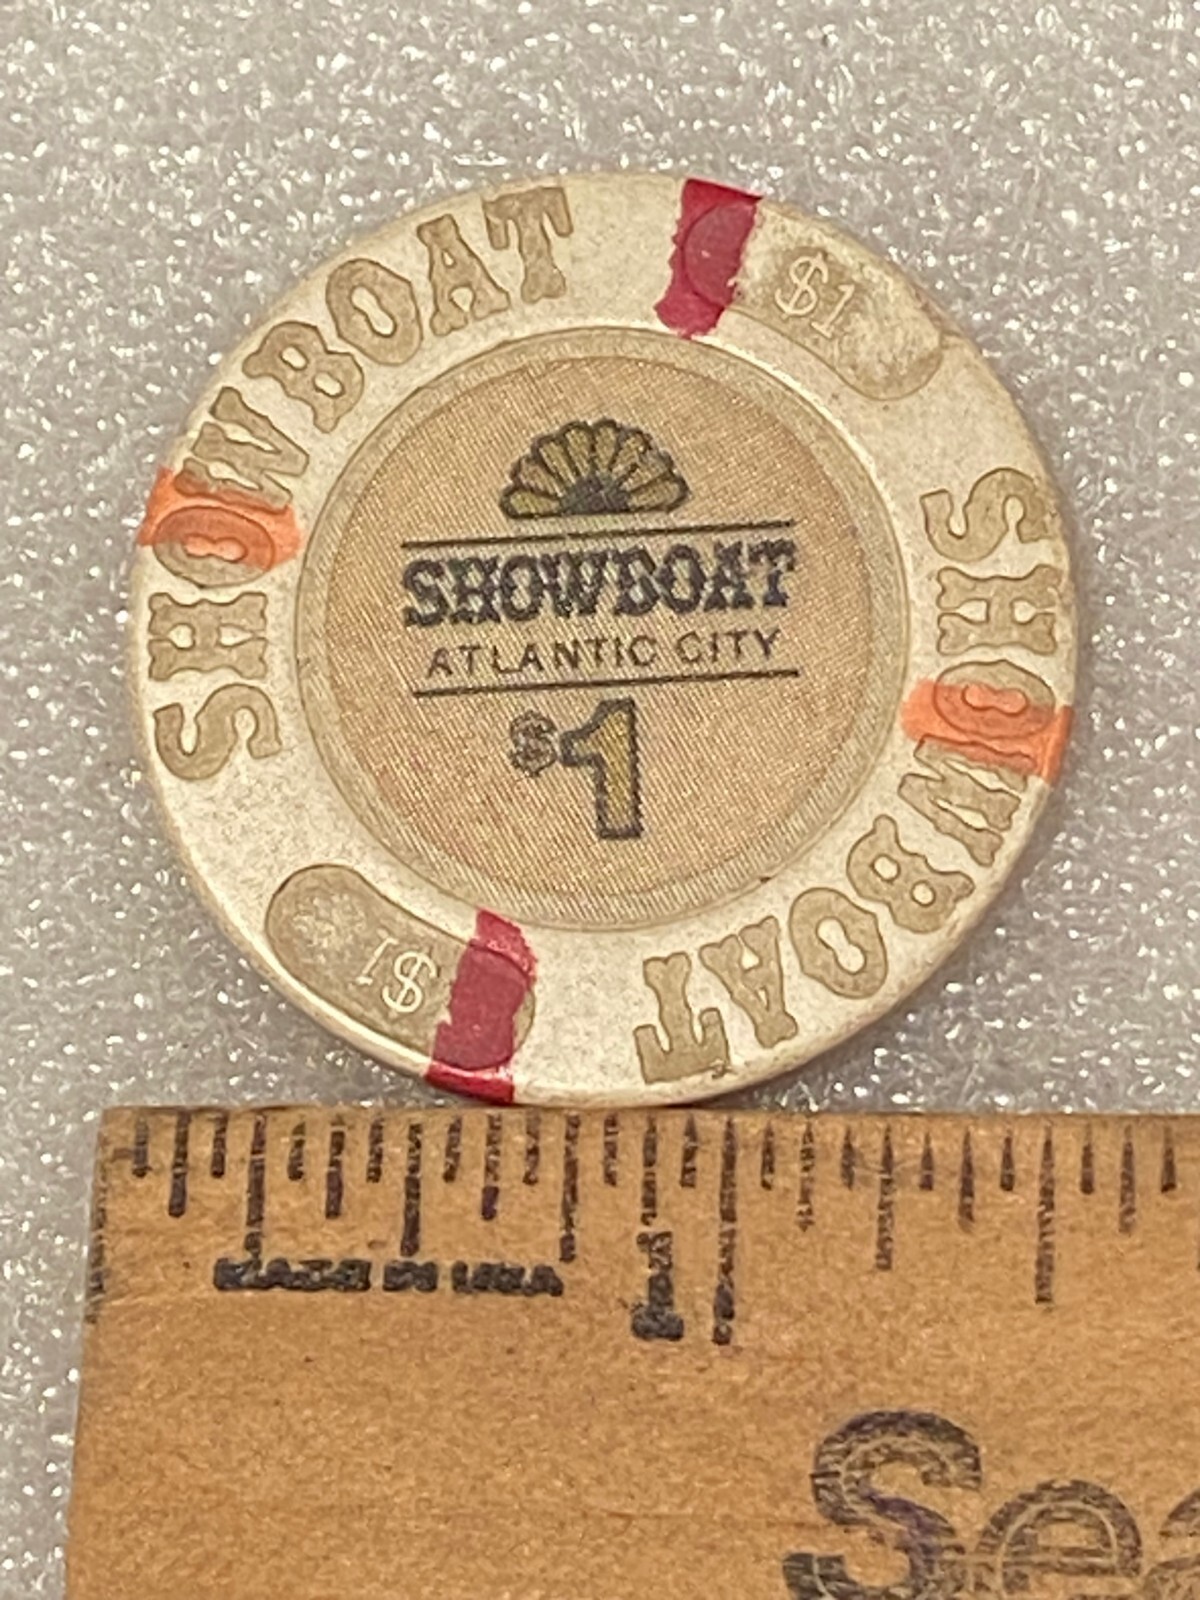 SHOWBOAT
$1
SHOWBOAT
ATLANTIC CITY
$1
SHOWBOAT
$1
MADE IN USA
1
Sea